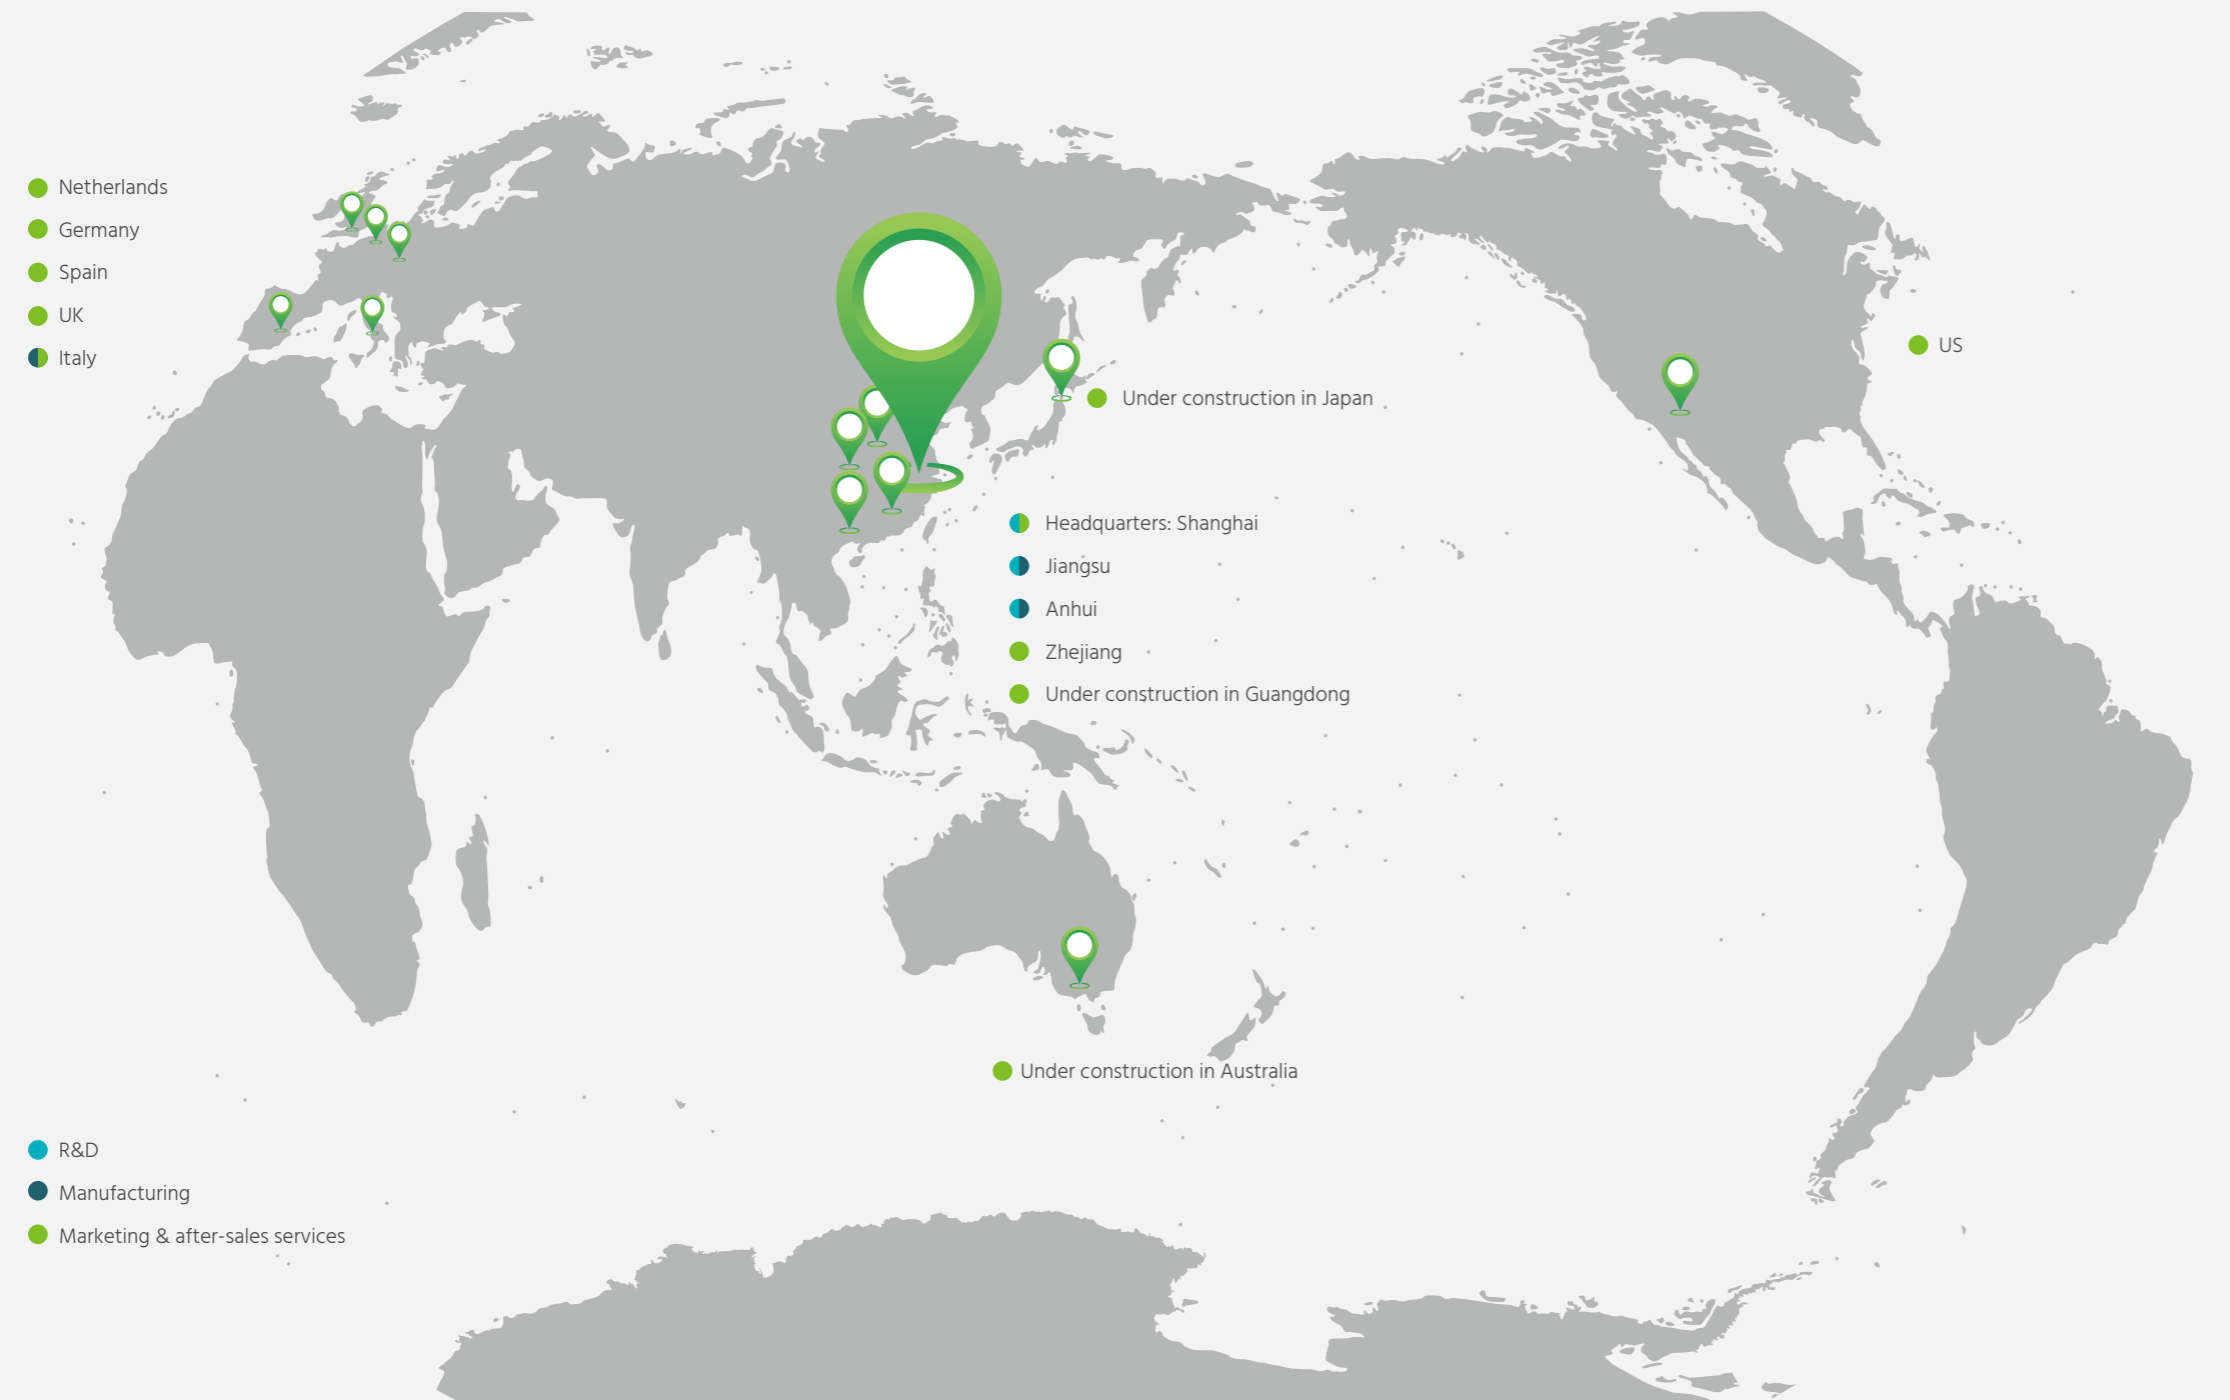 Netherlands
Germany
Spain
UK
Italy
US
Under construction in Japan
Headquarters: Shanghai
Jiangsu
Anhui
Zhejiang
Under construction in Guangdong
Under construction in Australia
R&D
Manufacturing
Marketing & after-sales services